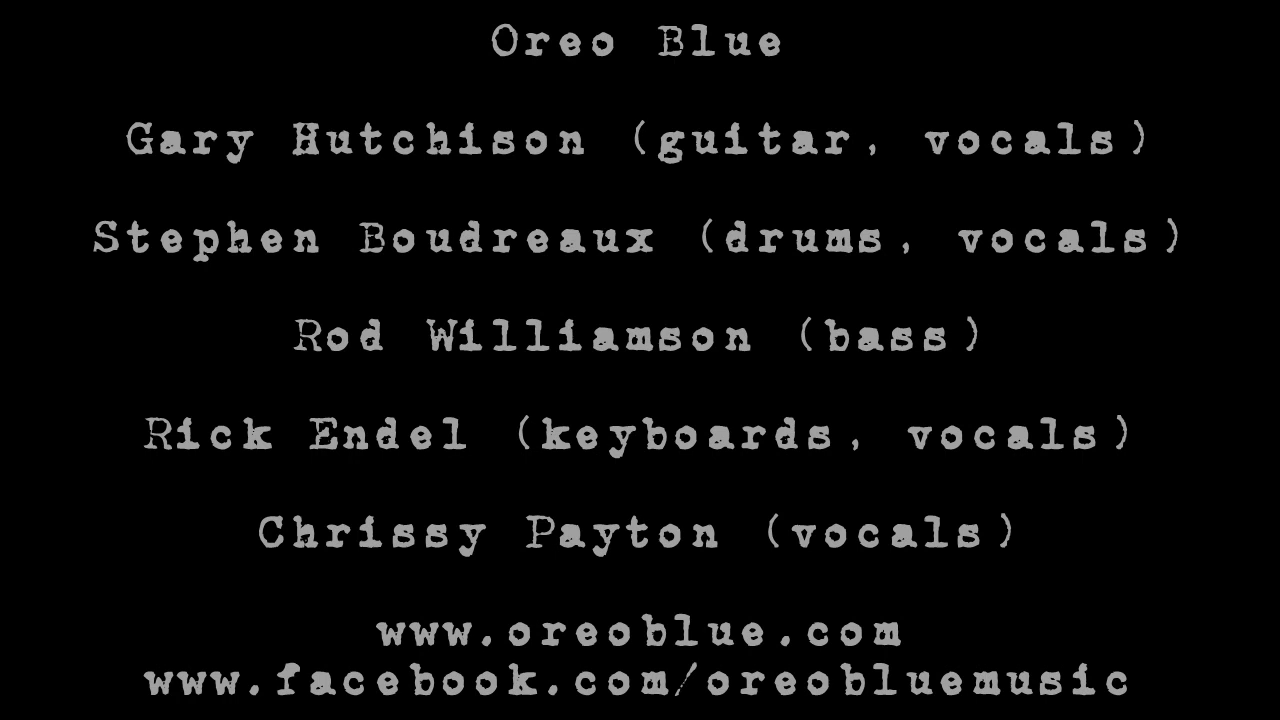 Oreo Blue
Gary Hutchison (guitar, vocals)
Stephen Boudreaux (drums, vocals)
Rod Williamson (bass)
Rick Endel (keyboards, vocals)
Chrissy Payton (vocals)
www.oreoblue.com
www.facebook.com/oreobluemusic